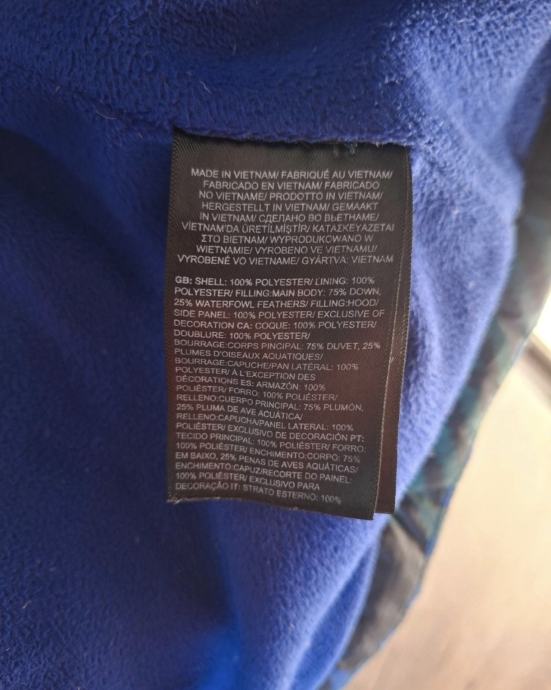 MADE IN VIETNAM/ FABRIQUÉ AU VIETNAM/
FABRICADO EN VIETNAM/ FABRICADO
NO VIETNAME/ PRODOTTO IN VIETNAM/
HERGESTELLT IN VIETNAM/ GEMAAKT
IN VIETNAM/ СДЕЛАНО ВО ВЬЕТНАМЕ/
VİETNAM'DA ÜRETİLMİŞTİR/ ΚΑΤΑΣΚΕΥΑΖΕΤΑΙ
ΣΤΟ ΒΙΕΤΝΑΜ/ WYPRODUKOWANO W
WIETNAMIE/ VYROBENO VE VIETNAMU/
VYROBENÉ VO VIETNAME/ GYÁRTVA: VIETNAM
GB: SHELL: 100% POLYESTER/ LINING: 100%
POLYESTER/ FILLING:MAIN BODY: 75% DOWN,
25% WATERFOWL FEATHERS/ FILLING:HOOD/
SIDE PANEL: 100% POLYESTER/ EXCLUSIVE OF
DECORATION CA: COQUE: 100% POLYESTER/
DOUBLURE: 100% POLYESTER/
BOURRAGE:CORPS PINCIPAL: 75% DUVET, 25%
PLUMES D'OISEAUX AQUATIQUES/
BOURRAGE:CAPUCHE/PAN LATÉRAL: 100%
POLYESTER/ À L'EXCEPTION DES
DÉCORATIONS ES: ARMAZÓN: 100%
POLIÉSTER/ FORRO: 100% POLIÉSTER/
RELLENO:CUERPO PRINCIPAL: 75% PLUMÓN,
25% PLUMA DE AVE ACUÁTICA/
RELLENO:CAPUCHA/PANEL LATERAL: 100%
POLIÉSTER/ EXCLUSIVO DE DECORACIÓN PT:
TECIDO PRINCIPAL: 100% POLIÉSTER/ FORRO:
100% POLIÉSTER/ ENCHIMENTO:CORPO: 75%
EM BAIXO, 25% PENAS DE AVES AQUÁTICAS/
ENCHIMENTO:CAPUZ/RECORTE DO PAINEL:
100% POLIÉSTER/ EXCLUSIVO PARA
DECORAÇÃO IT: STRATO ESTERNO: 100%